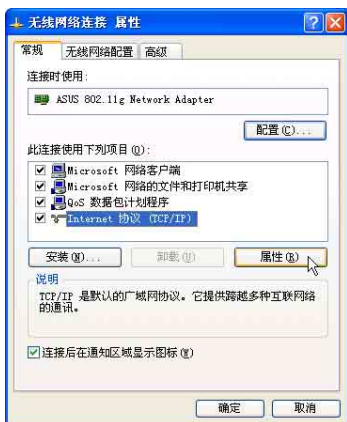 无线网络连接 属性
常规 无线网络配置 高级
连接时使用:
ASUS 802.11g Network Adapter
配置(C)...
此连接使用下列项目(O):
Microsoft 网络客户端
Microsoft 网络的文件和打印机共享
QoS 数据包计划程序
Internet 协议 (TCP/IP)
安装(N)... 卸载(U) 属性(R)
说明
TCP/IP 是默认的广域网协议。它提供跨越多种互联网络
的通讯。
连接后在通知区域显示图标(W)
确定 取消